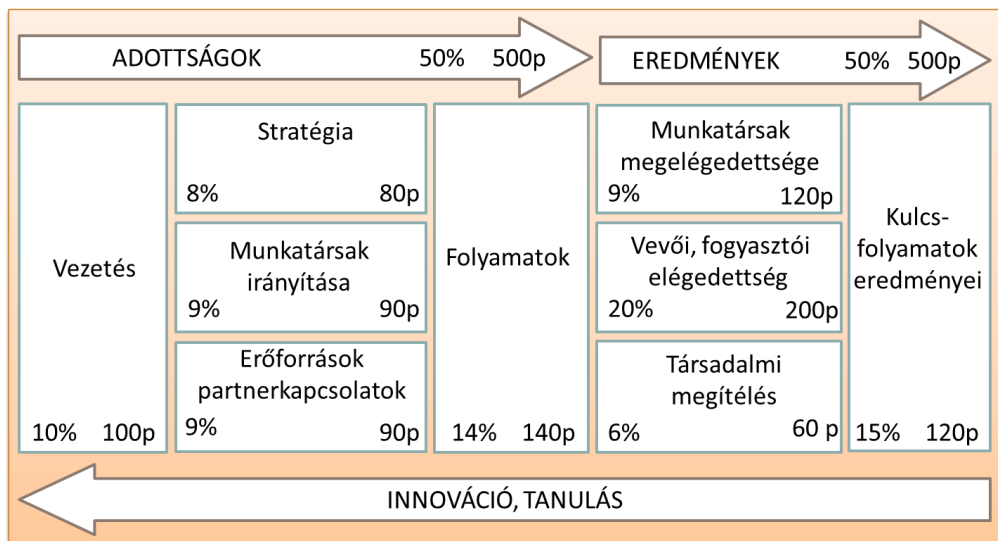 ADOTTSÁGOK 50% 500p
EREDMÉNYEK 50% 500p
Vezetés
10% 100p
Stratégia
8% 80p
Munkatársak
irányítása
9% 90p
Erőforrások
partnerkapcsolatok
9% 90p
Folyamatok
14% 140p
Munkatársak
megelégedettsége
9% 120p
Vevői, fogyasztói
elégedettség
20% 200p
Társadalmi
megítélés
6% 60 p
Kulcs-
folyamatok
eredményei
15% 120p
INNOVÁCIÓ, TANULÁS